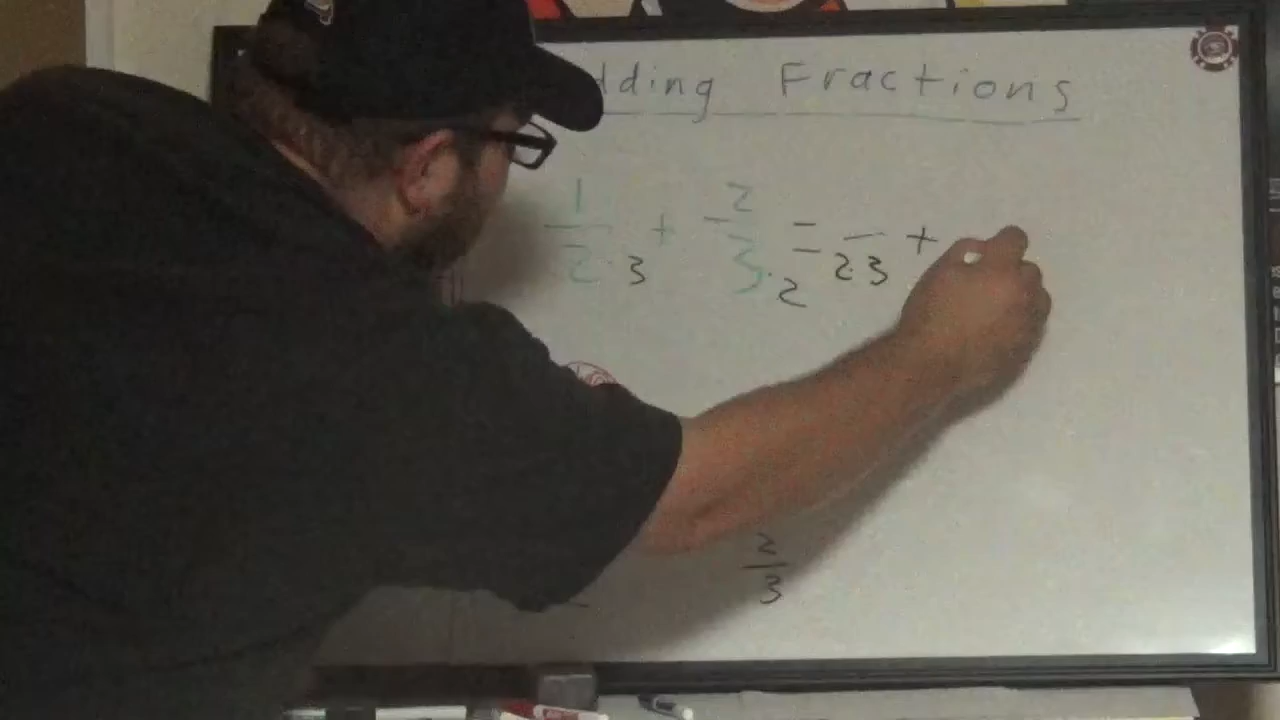 dding Fractions
1/2·3 + 2/3·2 = —/2·3 +
2/3